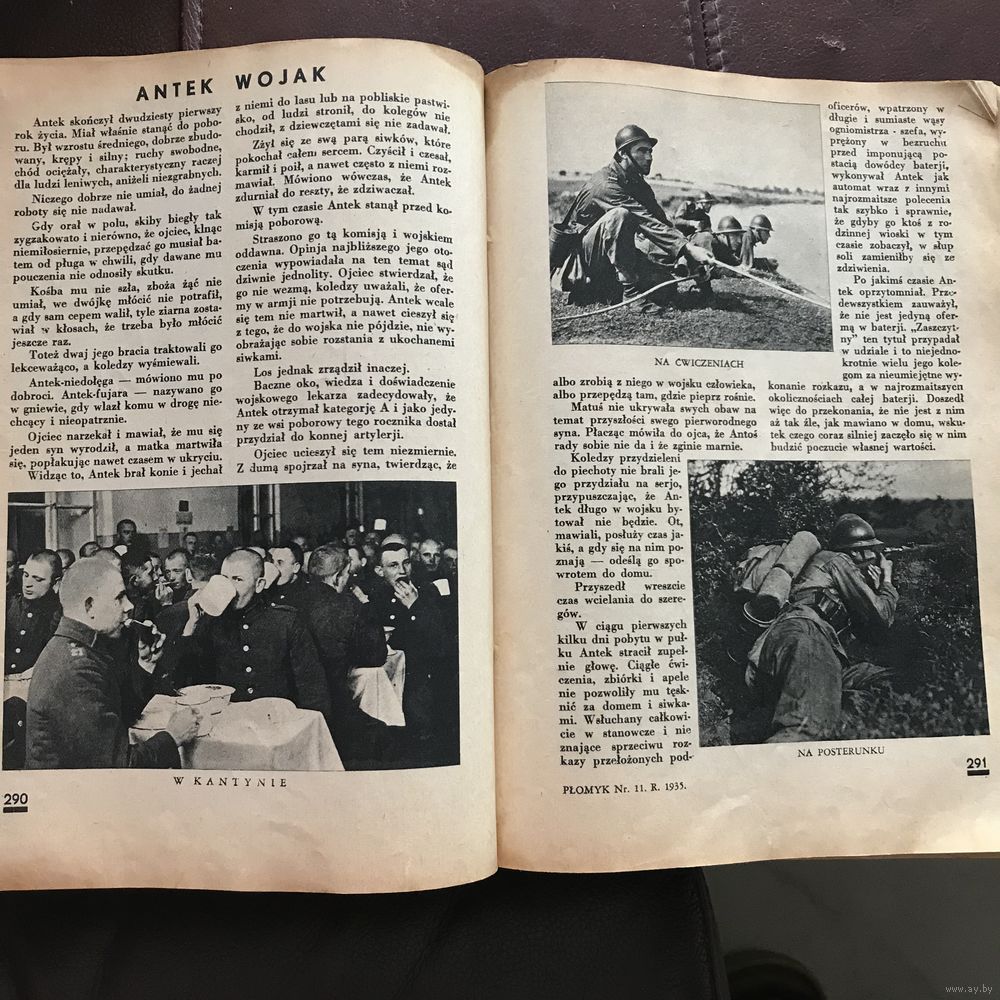 ANTEK WOJAK
Antek skończył dwudziesty pierwszy
rok życia. Miał właśnie stanąć do pobo-
ru. Był wzrostu średniego, dobrze zbudo-
wany, krępy i silny; ruchy swobodne,
chód ociężały, charakterystyczny raczej
dla ludzi leniwych, aniżeli niezgrabnych.
Niczego dobrze nie umiał, do żadnej
roboty się nie nadawał.
Gdy orał w polu, skiby biegły tak
zygzakowato i nierówno, że ojciec, klnąc
niemiłosiernie, przepędzać go musiał ba-
tem od pługa w chwili, gdy dawane mu
pouczenia nie odnosiły skutku.
Kośba mu nie szła, zboża żąć nie
umiał, we dwójkę młócić nie potrafił,
a gdy sam cepem walił, tyle ziarna zosta-
wiał w kłosach, że trzeba było młócić
jeszcze raz.
Toteż dwaj jego bracia traktowali go
lekceważąco, a koledzy wyśmiewali.
Antek-niedołęga — mówiono mu po
dobroci. Antek-fujara — nazywano go
w gniewie, gdy wlazł komu w drogę nie-
chcący i nieopatrznie.
Ojciec narzekał i mawiał, że mu się
jeden syn wyrodził, a matka martwiła
się, popłakując nawet czasem w ukryciu.
Widząc to, Antek brał konie i jechał
z niemi do lasu lub na pobliskie pastwi-
sko, od ludzi stronił, do kolegów nie
chodził, z dziewczętami się nie zadawał.
Zżył się ze swą parą siwków, które
pokochał całem sercem. Czyścił i czesał,
karmił i poił, a nawet często z niemi roz-
mawiał. Mówiono wówczas, że Antek
zdurniał do reszty, że zdziwaczał.
W tym czasie Antek stanął przed ko-
misją poborową.
Straszono go tą komisją i wojskiem
oddawna. Opinja najbliższego jego oto-
czenia wypowiadała na ten temat sąd
dziwnie jednolity. Ojciec stwierdzał, że
go nie wezmą, koledzy uważali, że ofer-
my w armji nie potrzebują. Antek wcale
się tem nie martwił, a nawet cieszył się
z tego, że do wojska nie pójdzie, nie wy-
obrażając sobie rozstania z ukochanemi
siwkami.
Los jednak zrządził inaczej.
Baczne oko, wiedza i doświadczenie
wojskowego lekarza zadecydowały, że
Antek otrzymał kategorję A i jako jedy-
ny ze wsi poborowy tego rocznika dostał
przydział do konnej artylerji.
Ojciec ucieszył się tem niezmiernie.
Z dumą spojrzał na syna, twierdząc, że
W KANTYNIE
290
NA ĆWICZENIACH
albo zrobią z niego w wojsku człowieka,
albo przepędzą tam, gdzie pieprz rośnie.
Matuś nie ukrywała swych obaw na
temat przyszłości swego pierworodnego
syna. Płacząc mówiła do ojca, że Antoś
rady sobie nie da i że zginie marnie.
Koledzy przydzieleni
do piechoty nie brali je-
go przydziału na serjo,
przypuszczając, że An-
tek długo w wojsku by-
tował nie będzie. Ot,
mawiali, posłuży czas ja-
kiś, a gdy się na nim po-
znają — odeślą go spo-
wrotem do domu.
Przyszedł wreszcie
czas wcielania do szere-
gów.
W ciągu pierwszych
kilku dni pobytu w puł-
ku Antek stracił zupeł-
nie głowę. Ciągłe ćwi-
czenia, zbiórki i apele
nie pozwoliły mu tęsk-
nić za domem i siwka-
mi. Wsłuchany całkowi-
cie w stanowcze i nie
znające sprzeciwu roz-
kazy przełożonych pod-
oficerów, wpatrzony w
długie i sumiaste wąsy
ogniomistrza - szefa, wy-
prężony w bezruchu
przed imponującą po-
stacią dowódcy baterji,
wykonywał Antek jak
automat wraz z innymi
najrozmaitsze polecenia
tak szybko i sprawnie,
że gdyby go ktoś z ro-
dzinnej wioski w tym
czasie zobaczył, w słup
soli zamieniłby się ze
zdziwienia.
Po jakimś czasie An-
tek oprzytomniał. Prze-
dewszystkiem zauważył,
że nie jest jedyną ofer-
mą w baterji. „Zaszczyt-
ny” ten tytuł przypadał
w udziale i to niejedno-
krotnie wielu jego kole-
gom za nieumiejętne wy-
konanie rozkazu, a w najrozmaitszych
okolicznościach całej baterji. Doszedł
więc do przekonania, że nie jest z nim
aż tak źle, jak mawiano w domu, wsku-
tek czego coraz silniej zaczęło się w nim
budzić poczucie własnej wartości.
NA POSTERUNKU
291
PŁOMYK Nr. 11. R. 1935.
www.ay.by